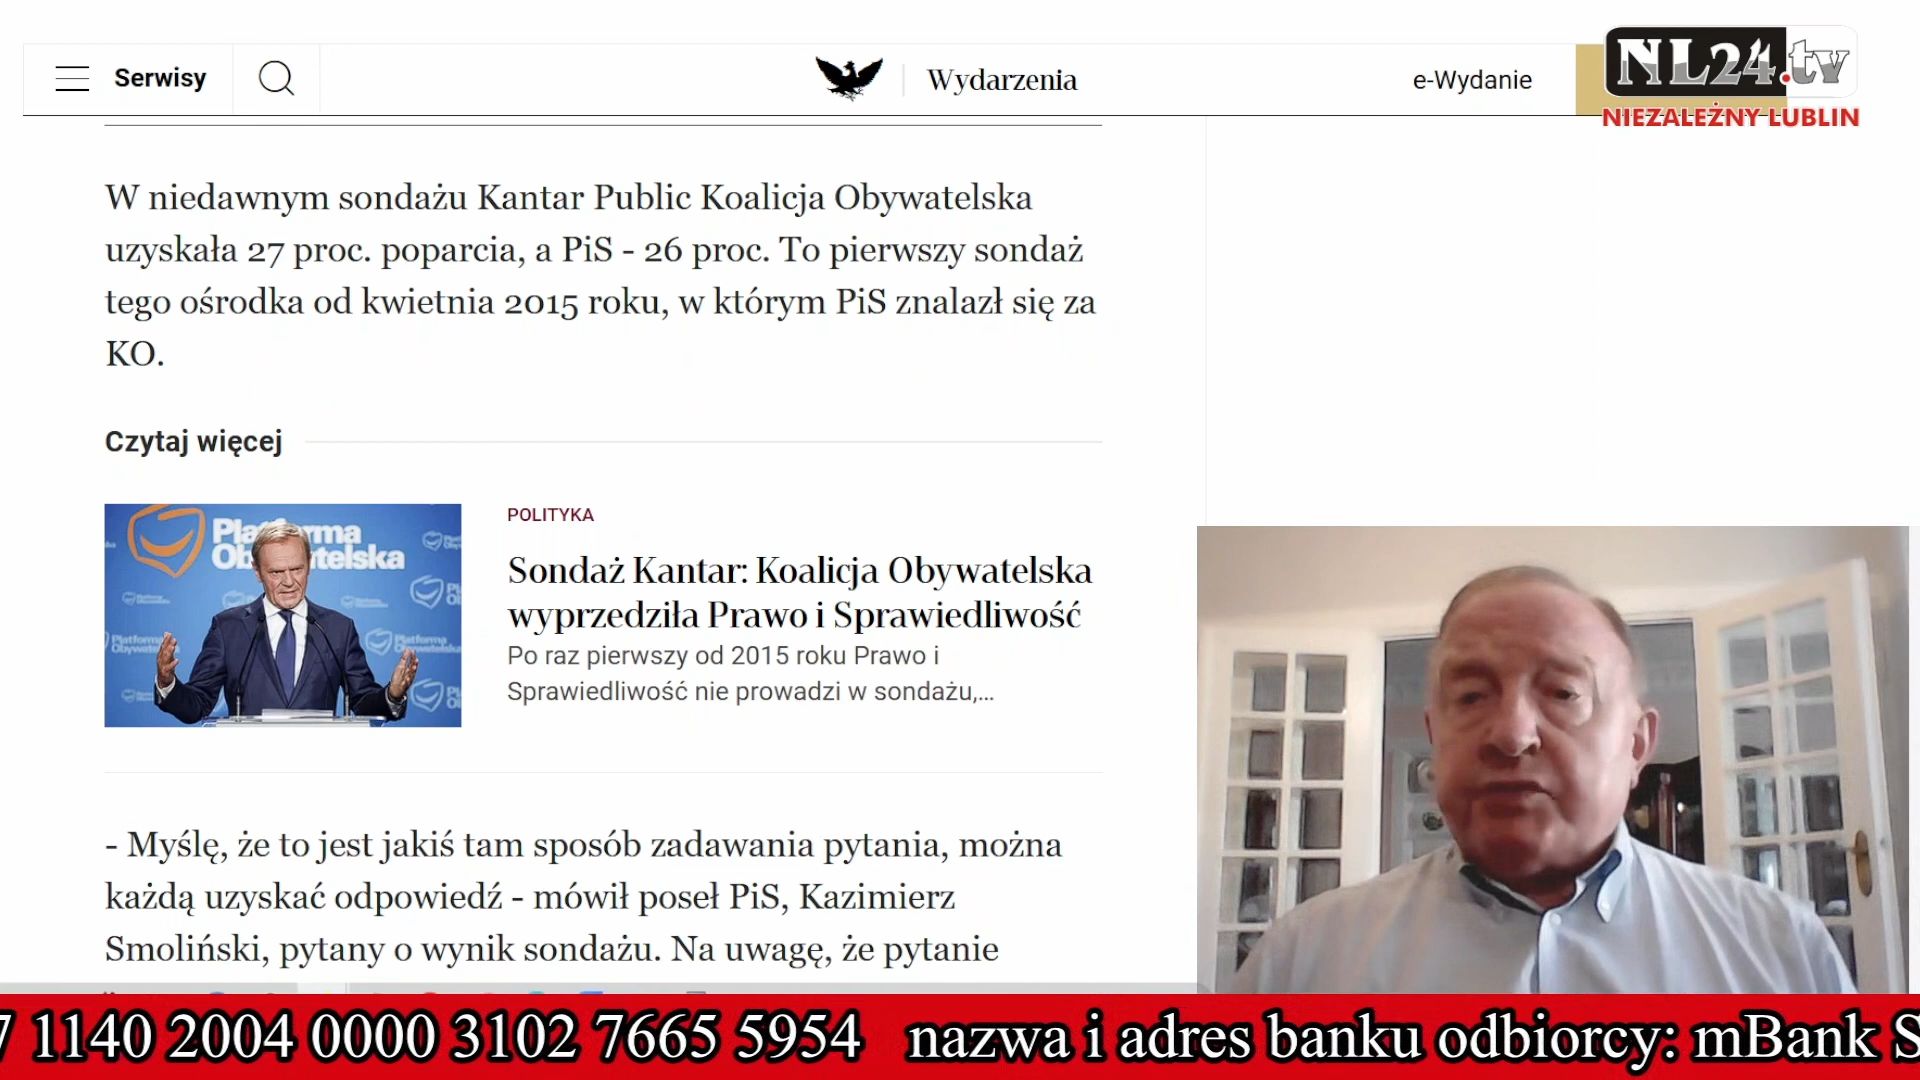 Serwisy
Wydarzenia
e-Wydanie
NL24.tv
NIEZALEŻNY LUBLIN
W niedawnym sondażu Kantar Public Koalicja Obywatelska
uzyskała 27 proc. poparcia, a PiS - 26 proc. To pierwszy sondaż
tego ośrodka od kwietnia 2015 roku, w którym PiS znalazł się za
KO.
Czytaj więcej
Platforma
Obywatelska
POLITYKA
Sondaż Kantar: Koalicja Obywatelska
wyprzedziła Prawo i Sprawiedliwość
Po raz pierwszy od 2015 roku Prawo i
Sprawiedliwość nie prowadzi w sondażu,...
- Myślę, że to jest jakiś tam sposób zadawania pytania, można
każdą uzyskać odpowiedź - mówił poseł PiS, Kazimierz
Smoliński, pytany o wynik sondażu. Na uwagę, że pytanie
7 1140 2004 0000 3102 7665 5954 nazwa i adres banku odbiorcy: mBank S